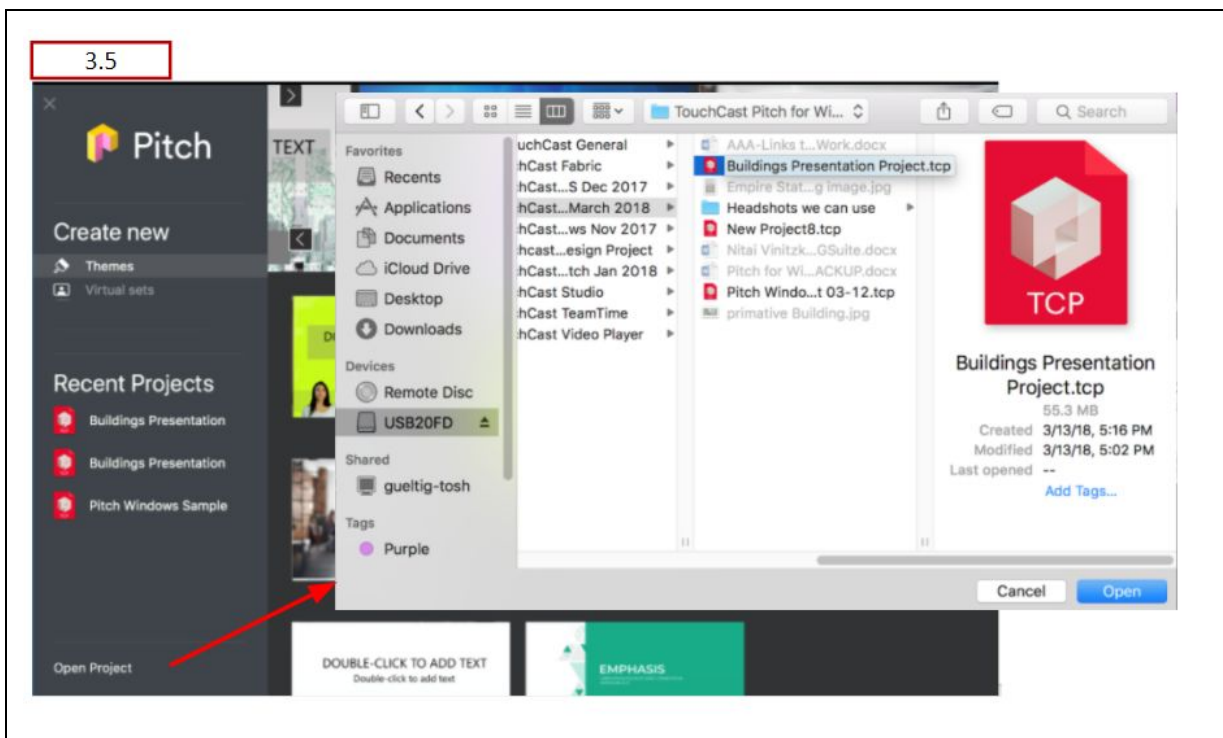 3.5
Pitch
Create new
Themes
Virtual sets
Recent Projects
Buildings Presentation
Buildings Presentation
Pitch Windows Sample
Open Project
TEXT
TouchCast Pitch for Wi...
Search
Favorites
Recents
Applications
Documents
iCloud Drive
Desktop
Downloads
Devices
Remote Disc
USB20FD
Shared
gueltig-tosh
Tags
Purple
uchCast General
hCast Fabric
hCast...S Dec 2017
hCast...March 2018
hCast...ws Nov 2017
hcast...esign Project
hCast...tch Jan 2018
hCast Studio
hCast TeamTime
hCast Video Player
AAA-Links t...Work.docx
Buildings Presentation Project.tcp
Empire Stat...g image.jpg
Headshots we can use
New Project8.tcp
Nitai Vinitzk...GSuite.docx
Pitch for Wi...ACKUP.docx
Pitch Windo...t 03-12.tcp
primative Building.jpg
TCP
Buildings Presentation
Project.tcp
55.3 MB
Created 3/13/18, 5:16 PM
Modified 3/13/18, 5:02 PM
Last opened --
Add Tags...
Cancel
Open
DOUBLE-CLICK TO ADD TEXT
Double-click to add text
EMPHASIS